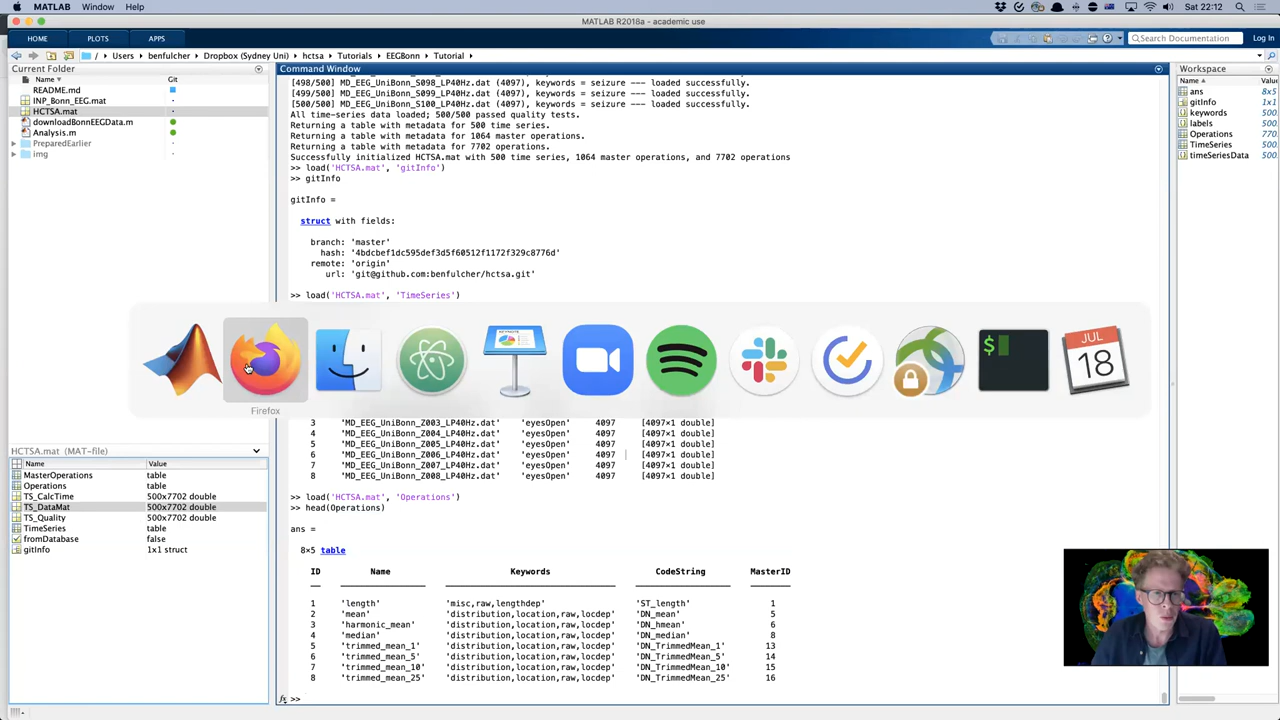 MATLAB Window Help Sat 22:12
MATLAB R2018a - academic use
HOME PLOTS APPS Search Documentation Log In
/ Users benfulcher Dropbox (Sydney Uni) hctsa Tutorials EEGBonn Tutorial
Current Folder
Name Git
README.md
INP_Bonn_EEG.mat
HCTSA.mat
downloadBonnEEGData.m
Analysis.m
PreparedEarlier
img
Command Window
[498/500] MD_EEG_UniBonn_S098_LP40Hz.dat (4097), keywords = seizure --- loaded successfully.
[499/500] MD_EEG_UniBonn_S099_LP40Hz.dat (4097), keywords = seizure --- loaded successfully.
[500/500] MD_EEG_UniBonn_S100_LP40Hz.dat (4097), keywords = seizure --- loaded successfully.
All time-series data loaded; 500/500 passed quality tests.
Returning a table with metadata for 500 time series.
Returning a table with metadata for 1064 master operations.
Returning a table with metadata for 7702 operations.
Successfully initialized HCTSA.mat with 500 time series, 1064 master operations, and 7702 operations
>> load('HCTSA.mat', 'gitInfo')
>> gitInfo
gitInfo =
struct with fields:
branch: 'master'
hash: '4bdcbef1dc595def3d5f60512f1172f329c8776d'
remote: 'origin'
url: 'git@github.com:benfulcher/hctsa.git'
>> load('HCTSA.mat', 'TimeSeries')
JUL
18
Firefox
3 'MD_EEG_UniBonn_Z003_LP40Hz.dat' 'eyesOpen' 4097 [4097×1 double]
4 'MD_EEG_UniBonn_Z004_LP40Hz.dat' 'eyesOpen' 4097 [4097×1 double]
5 'MD_EEG_UniBonn_Z005_LP40Hz.dat' 'eyesOpen' 4097 [4097×1 double]
6 'MD_EEG_UniBonn_Z006_LP40Hz.dat' 'eyesOpen' 4097 [4097×1 double]
7 'MD_EEG_UniBonn_Z007_LP40Hz.dat' 'eyesOpen' 4097 [4097×1 double]
8 'MD_EEG_UniBonn_Z008_LP40Hz.dat' 'eyesOpen' 4097 [4097×1 double]
>> load('HCTSA.mat', 'Operations')
>> head(Operations)
ans =
8×5 table
ID Name Keywords CodeString MasterID
1 'length' 'misc,raw,lengthdep' 'ST_length' 1
2 'mean' 'distribution,location,raw,locdep' 'DN_mean' 5
3 'harmonic_mean' 'distribution,location,raw,locdep' 'DN_hmean' 6
4 'median' 'distribution,location,raw,locdep' 'DN_median' 8
5 'trimmed_mean_1' 'distribution,location,raw,locdep' 'DN_TrimmedMean_1' 13
6 'trimmed_mean_5' 'distribution,location,raw,locdep' 'DN_TrimmedMean_5' 14
7 'trimmed_mean_10' 'distribution,location,raw,locdep' 'DN_TrimmedMean_10' 15
8 'trimmed_mean_25' 'distribution,location,raw,locdep' 'DN_TrimmedMean_25' 16
fx >>
HCTSA.mat (MAT-file)
Name Value
MasterOperations table
Operations table
TS_CalcTime 500x7702 double
TS_DataMat 500x7702 double
TS_Quality 500x7702 double
TimeSeries table
fromDatabase false
gitInfo 1x1 struct
Workspace
Name Value
ans 8x5
gitInfo 1x1
keywords 500.
labels 500.
Operations 770.
TimeSeries 500.
timeSeriesData 500.